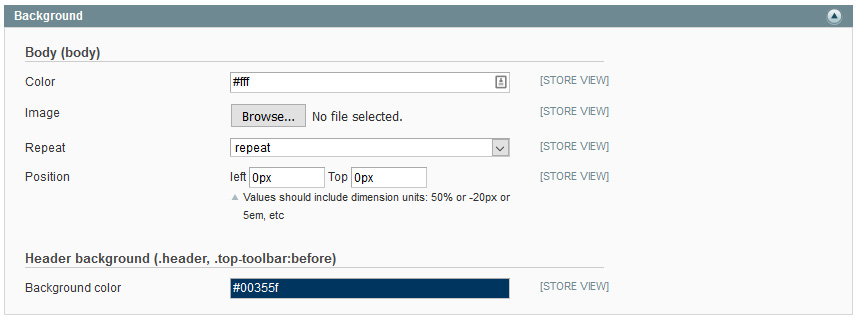 Background
Body (body)
Color #fff [STORE VIEW]
Image Browse... No file selected. [STORE VIEW]
Repeat repeat [STORE VIEW]
Position left 0px Top 0px [STORE VIEW]
Values should include dimension units: 50% or -20px or
5em, etc
Header background (.header, .top-toolbar:before)
Background color #00355f [STORE VIEW]